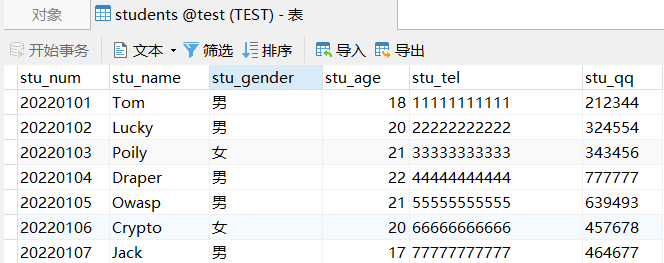 对象 students @test (TEST) - 表
开始事务 文本 筛选 排序 导入 导出
stu_num stu_name stu_gender stu_age stu_tel stu_qq
20220101 Tom 男 18 11111111111 212344
20220102 Lucky 男 20 22222222222 324554
20220103 Poily 女 21 33333333333 343456
20220104 Draper 男 22 44444444444 777777
20220105 Owasp 男 21 55555555555 639493
20220106 Crypto 女 20 66666666666 457678
20220107 Jack 男 17 77777777777 464677